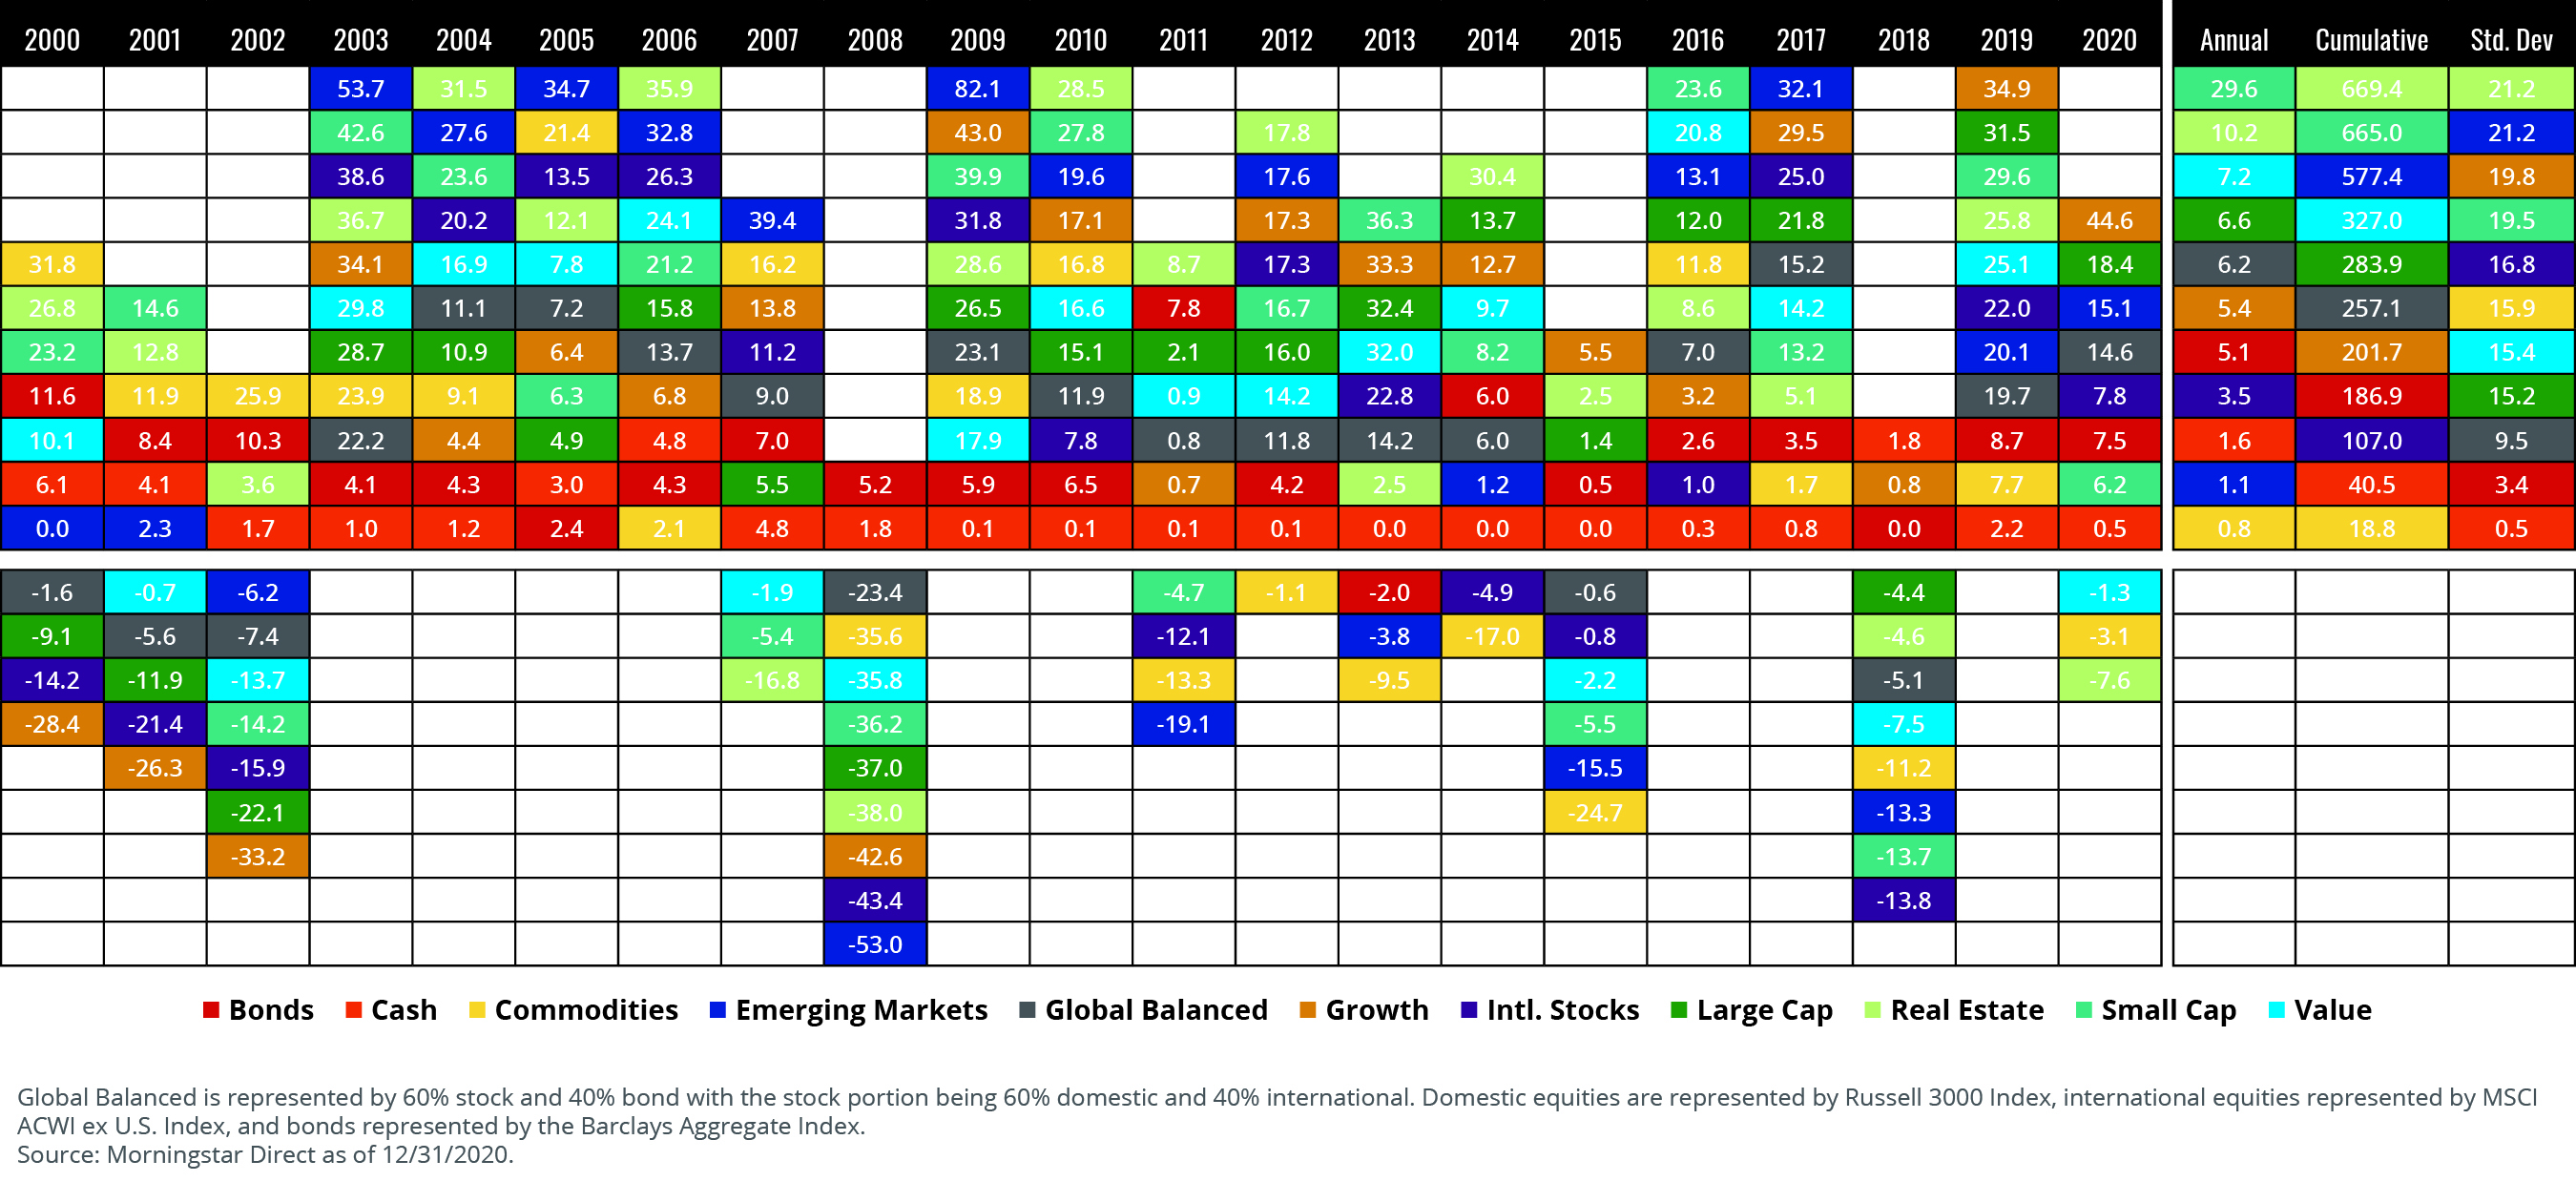 2000 2001 2002 2003 2004 2005 2006 2007 2008 2009 2010 2011 2012 2013 2014 2015 2016 2017 2018 2019 2020 Annual Cumulative Std. Dev
53.7 31.5 34.7 35.9 82.1 28.5 23.6 32.1 34.9 29.6 669.4 21.2
42.6 27.6 21.4 32.8 43.0 27.8 17.8 20.8 29.5 31.5 10.2 665.0 21.2
38.6 23.6 13.5 26.3 39.9 19.6 17.6 30.4 13.1 25.0 29.6 7.2 577.4 19.8
36.7 20.2 12.1 24.1 39.4 31.8 17.1 17.3 36.3 13.7 12.0 21.8 25.8 44.6 6.6 327.0 19.5
31.8 34.1 16.9 7.8 21.2 16.2 28.6 16.8 8.7 17.3 33.3 12.7 11.8 15.2 25.1 18.4 6.2 283.9 16.8
26.8 14.6 29.8 11.1 7.2 15.8 13.8 26.5 16.6 7.8 16.7 32.4 9.7 8.6 14.2 22.0 15.1 5.4 257.1 15.9
23.2 12.8 28.7 10.9 6.4 13.7 11.2 23.1 15.1 2.1 16.0 32.0 8.2 5.5 7.0 13.2 20.1 14.6 5.1 201.7 15.4
11.6 11.9 25.9 23.9 9.1 6.3 6.8 9.0 18.9 11.9 0.9 14.2 22.8 6.0 2.5 3.2 5.1 19.7 7.8 3.5 186.9 15.2
10.1 8.4 10.3 22.2 4.4 4.9 4.8 7.0 17.9 7.8 0.8 11.8 14.2 6.0 1.4 2.6 3.5 1.8 8.7 7.5 1.6 107.0 9.5
6.1 4.1 3.6 4.1 4.3 3.0 4.3 5.5 5.2 5.9 6.5 0.7 4.2 2.5 1.2 0.5 1.0 1.7 0.8 7.7 6.2 1.1 40.5 3.4
0.0 2.3 1.7 1.0 1.2 2.4 2.1 4.8 1.8 0.1 0.1 0.1 0.1 0.0 0.0 0.0 0.3 0.8 0.0 2.2 0.5 0.8 18.8 0.5
-1.6 -0.7 -6.2 -1.9 -23.4 -4.7 -1.1 -2.0 -4.9 -0.6 -4.4 -1.3
-9.1 -5.6 -7.4 -5.4 -35.6 -12.1 -3.8 -17.0 -0.8 -4.6 -3.1
-14.2 -11.9 -13.7 -16.8 -35.8 -13.3 -9.5 -2.2 -5.1 -7.6
-28.4 -21.4 -14.2 -36.2 -19.1 -5.5 -7.5
-26.3 -15.9 -37.0 -15.5 -11.2
-22.1 -38.0 -24.7 -13.3
-33.2 -42.6 -13.7
-43.4 -13.8
-53.0
Bonds Cash Commodities Emerging Markets Global Balanced Growth Intl. Stocks Large Cap Real Estate Small Cap Value
Global Balanced is represented by 60% stock and 40% bond with the stock portion being 60% domestic and 40% international. Domestic equities are represented by Russell 3000 Index, international equities represented by MSCI
ACWI ex U.S. Index, and bonds represented by the Barclays Aggregate Index.
Source: Morningstar Direct as of 12/31/2020.